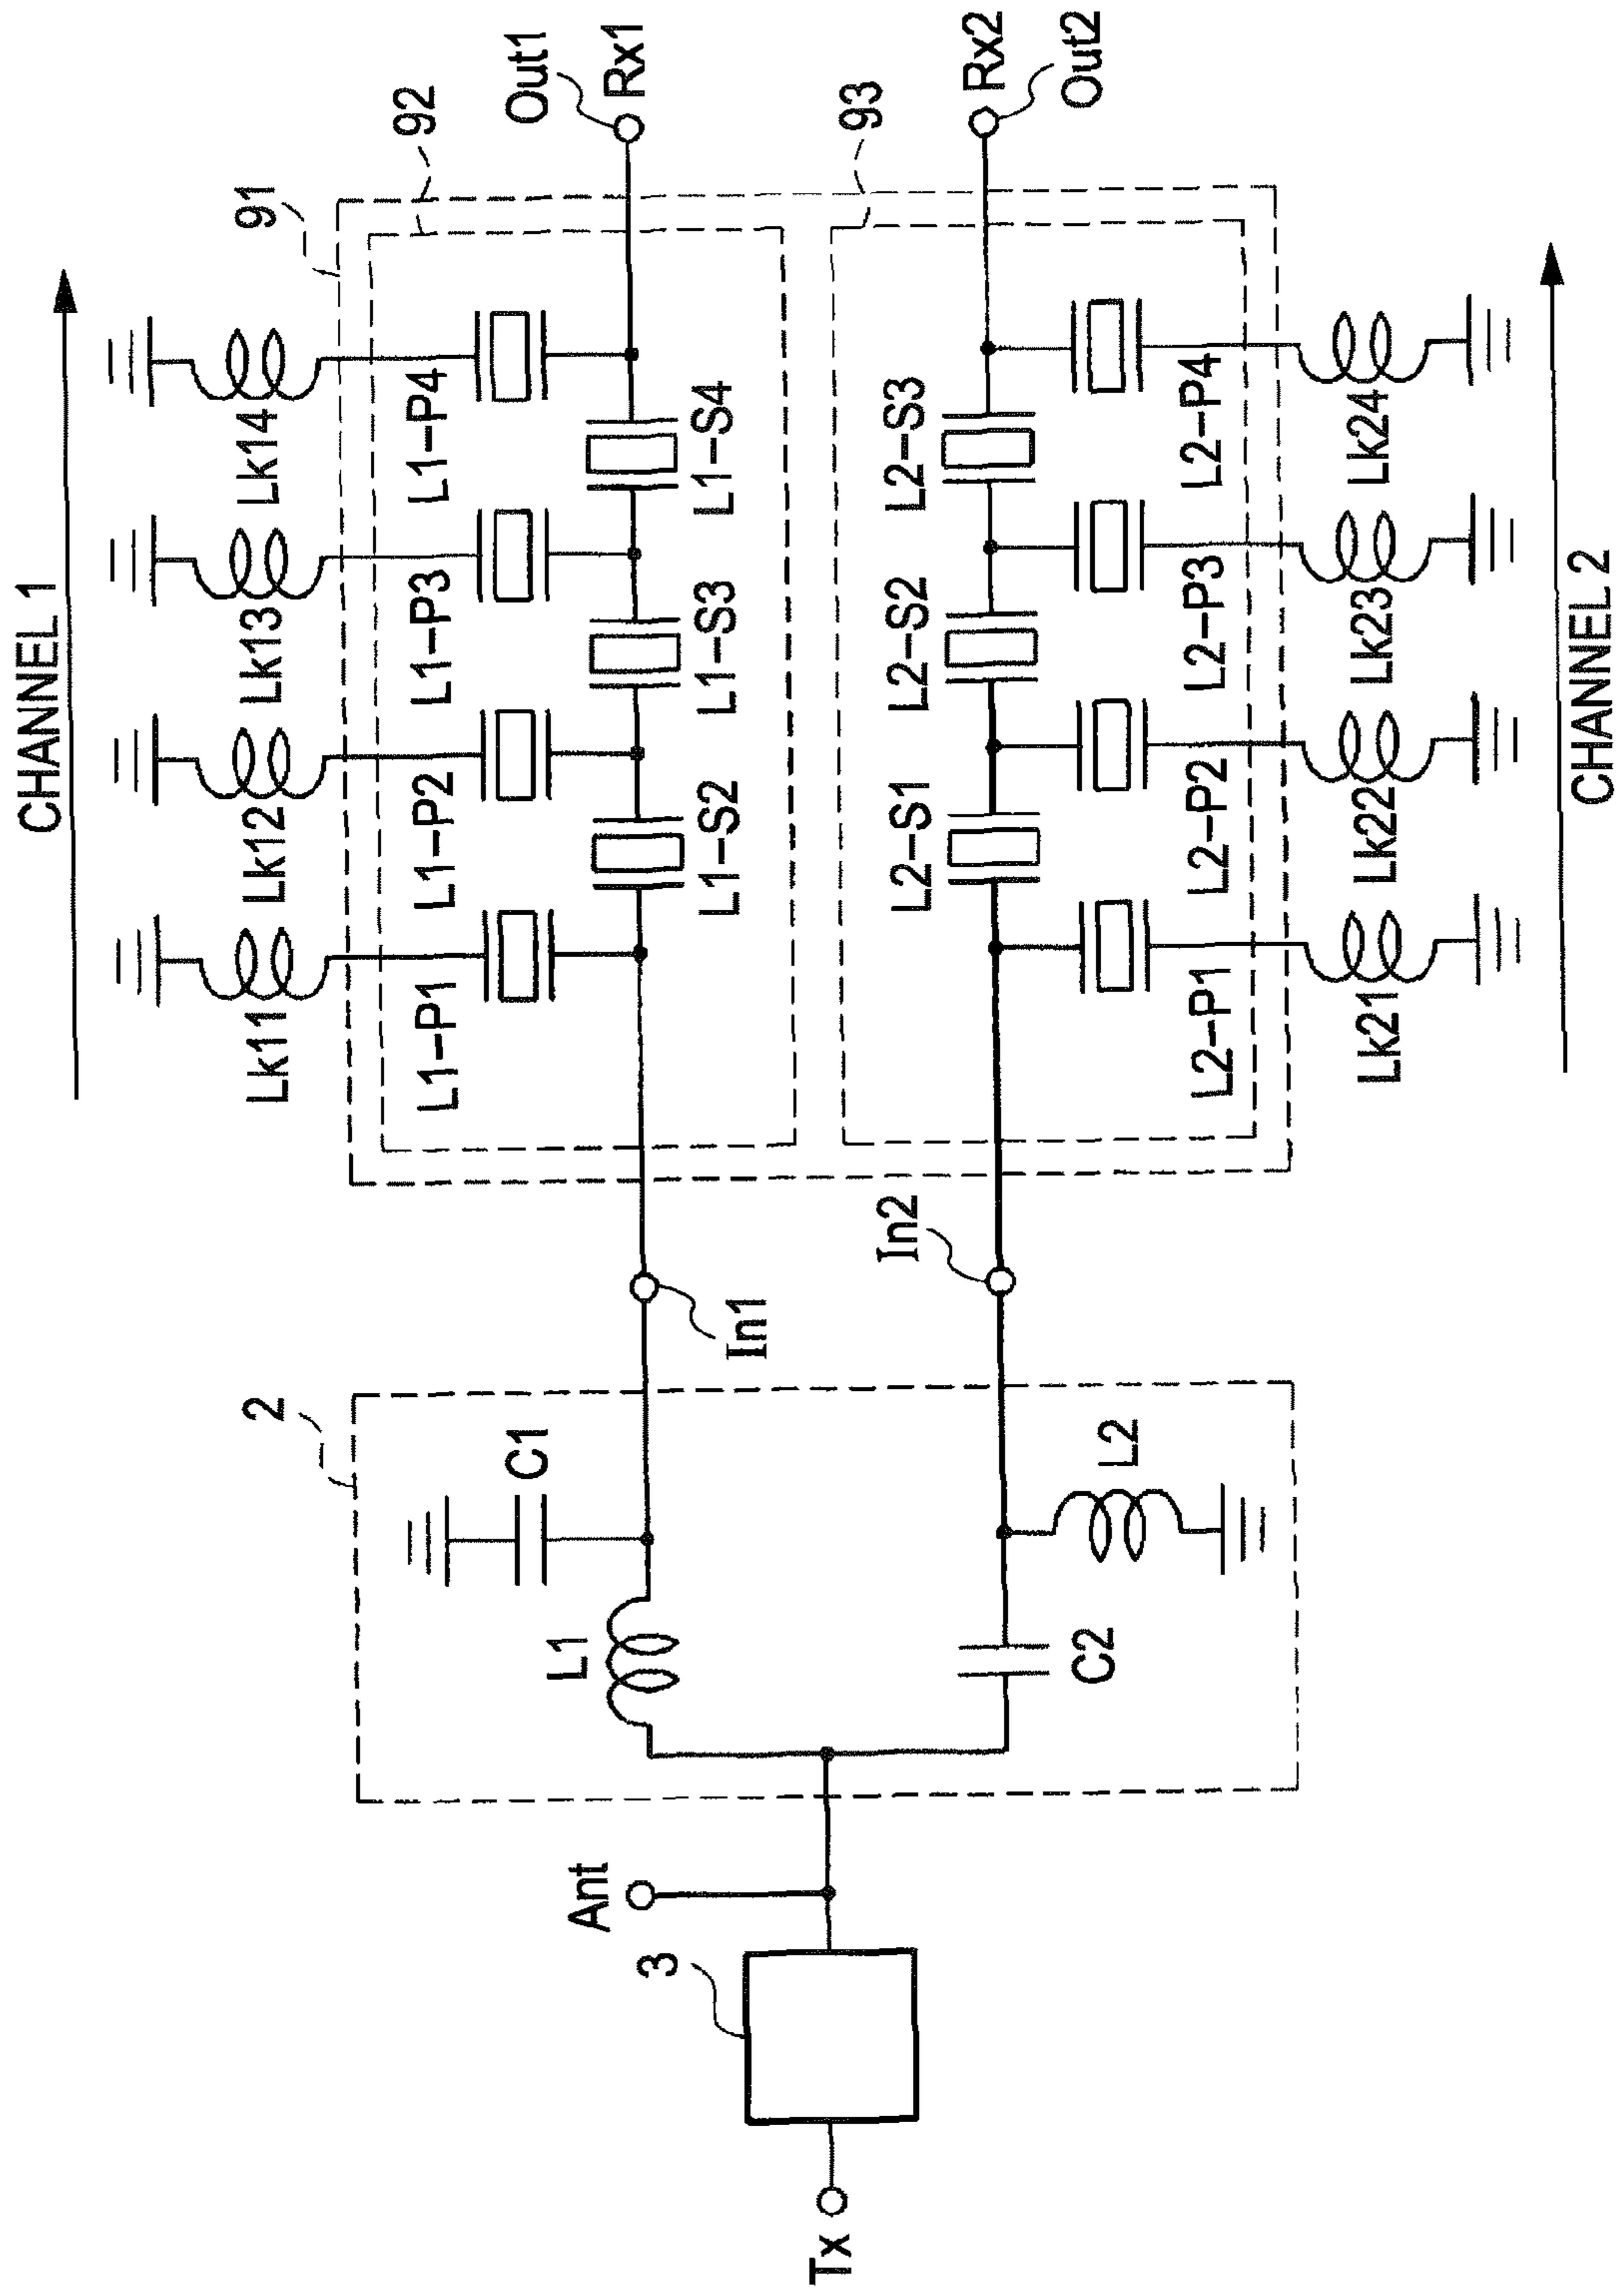 CHANNEL 1
Lk11
Lk12
Lk13
Lk14
91
92
L1-P1
L1-P2
L1-P3
L1-P4
Out1
Rx1
2
C1
L1
In1
L1-S2
L1-S3
L1-S4
Ant
3
Tx
In2
L2-S1
L2-S2
L2-S3
93
Rx2
Out2
C2
L2
L2-P1
L2-P2
L2-P3
L2-P4
Lk21
Lk22
Lk23
Lk24
CHANNEL 2